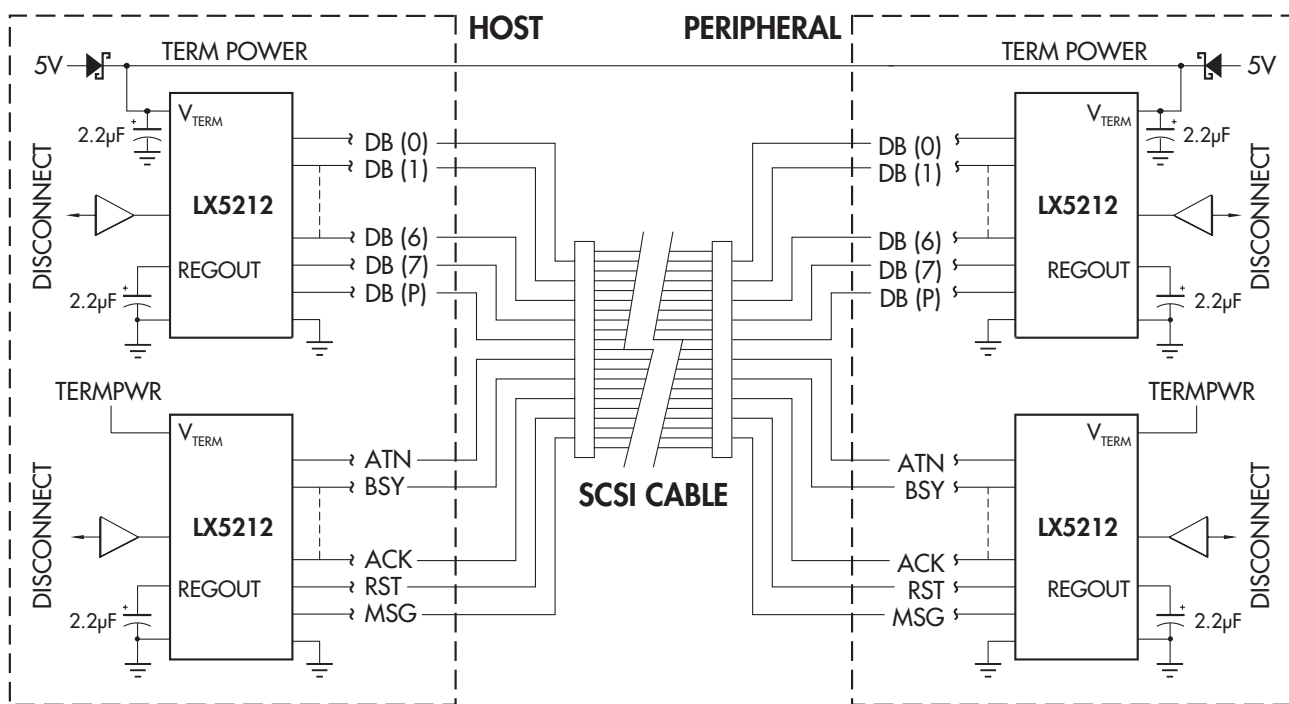 HOST
PERIPHERAL
5V
TERM POWER
TERM POWER
5V
VTERM
2.2µF
DISCONNECT
LX5212
REGOUT
2.2µF
DB (0)
DB (1)
DB (6)
DB (7)
DB (P)
DB (0)
DB (1)
DB (6)
DB (7)
DB (P)
VTERM
2.2µF
LX5212
DISCONNECT
REGOUT
2.2µF
SCSI CABLE
TERMPWR
VTERM
DISCONNECT
LX5212
REGOUT
2.2µF
ATN
BSY
ACK
RST
MSG
ATN
BSY
ACK
RST
MSG
TERMPWR
VTERM
LX5212
DISCONNECT
REGOUT
2.2µF